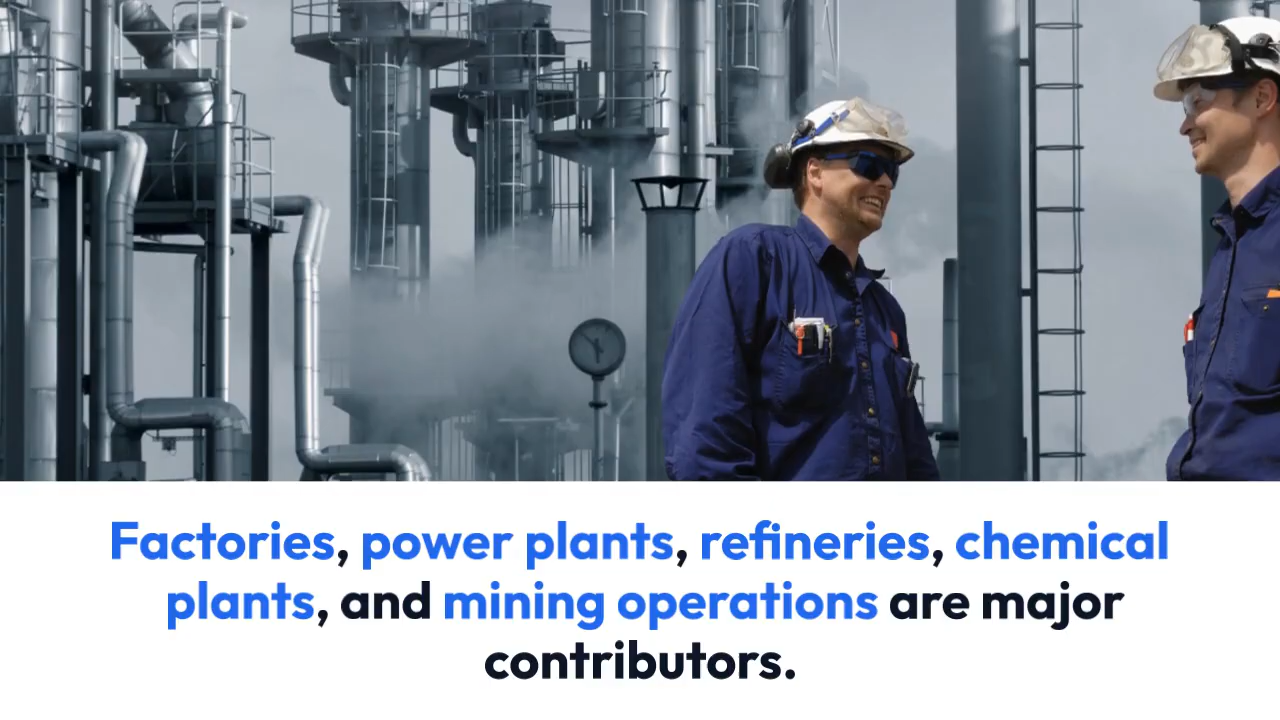 Factories, power plants, refineries, chemical
plants, and mining operations are major
contributors.